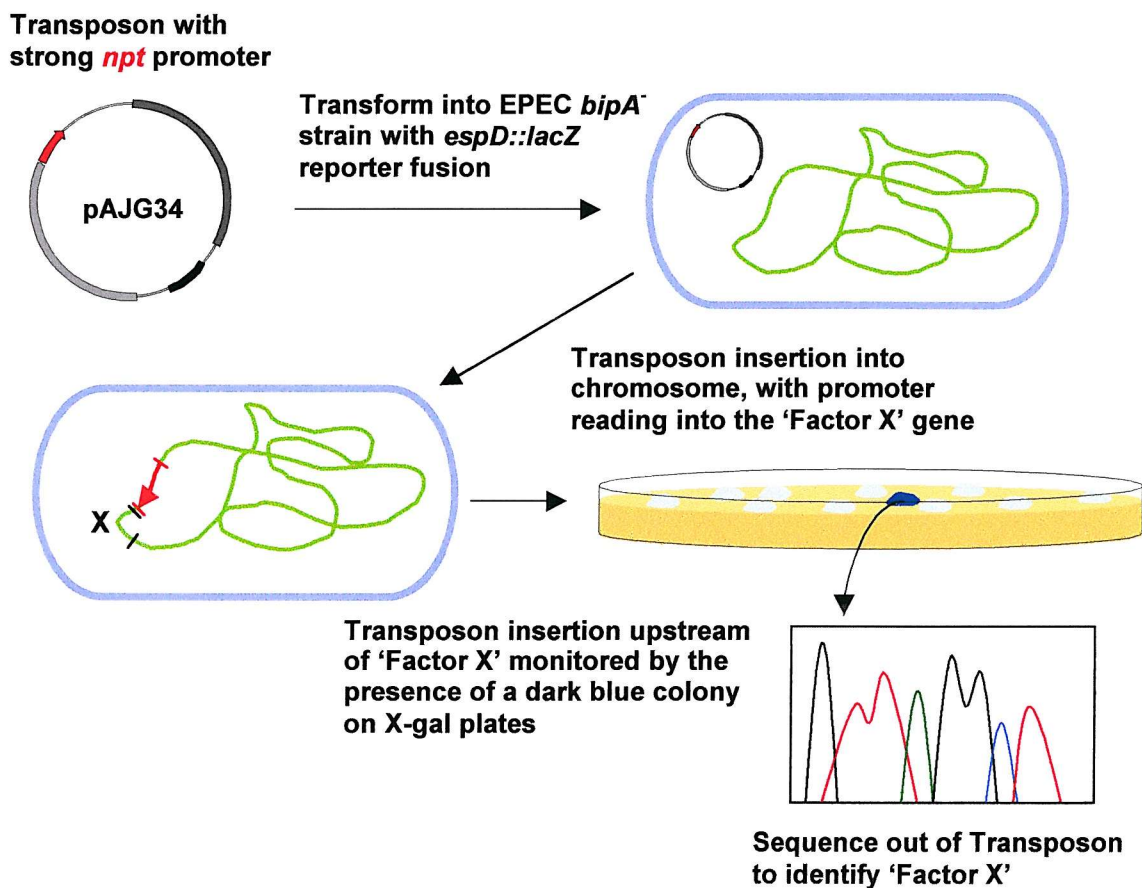 Transposon with
strong npt promoter
pAJG34
Transform into EPEC bipA⁻
strain with espD::lacZ
reporter fusion
Transposon insertion into
chromosome, with promoter
reading into the 'Factor X' gene
X
Transposon insertion upstream
of 'Factor X' monitored by the
presence of a dark blue colony
on X-gal plates
Sequence out of Transposon
to identify 'Factor X'